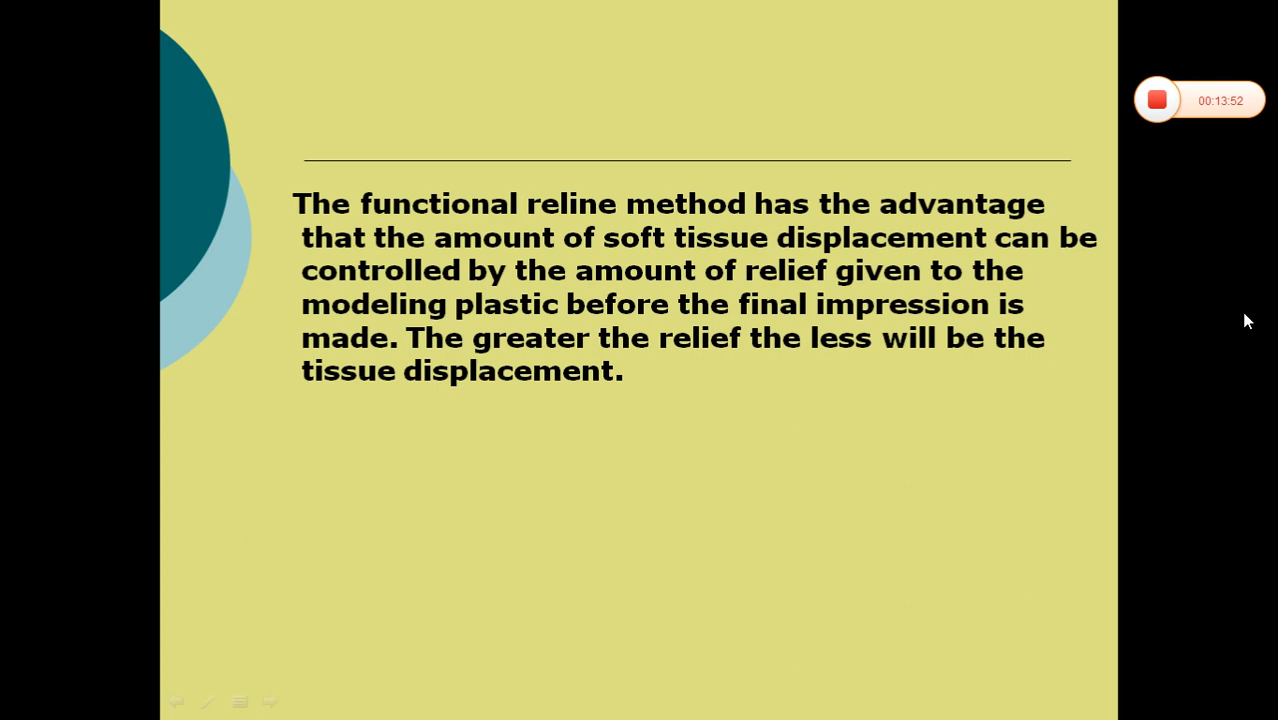 00:13:52
The functional reline method has the advantage
that the amount of soft tissue displacement can be
controlled by the amount of relief given to the
modeling plastic before the final impression is
made. The greater the relief the less will be the
tissue displacement.